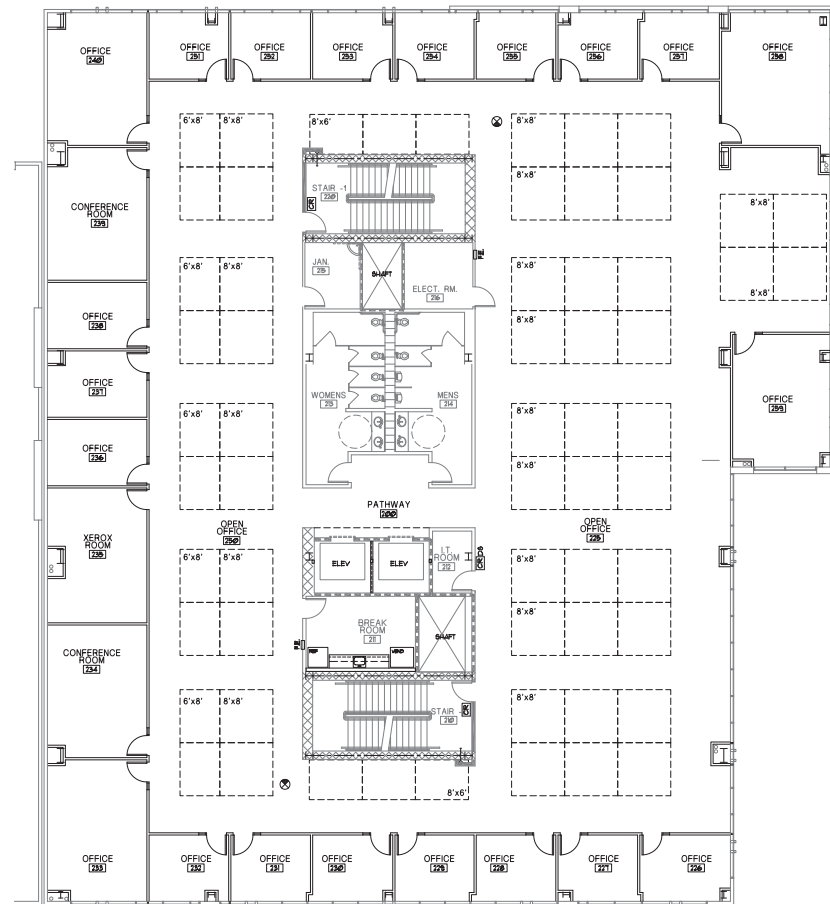 OFFICE
240
OFFICE
251
OFFICE
252
OFFICE
253
OFFICE
254
OFFICE
255
OFFICE
256
OFFICE
257
OFFICE
258
6'x8' 8'x8'
8'x6'
8'x8'
8'x8'
STAIR -1
220
CR
CONFERENCE
ROOM
239
8'x8'
8'x8'
JAN.
215
SHAFT
ELECT. RM.
216
F.E.
6'x8' 8'x8'
8'x8'
8'x8'
OFFICE
238
OFFICE
237
WOMENS
213
MENS
214
OFFICE
259
6'x8' 8'x8'
8'x8'
8'x8'
OFFICE
236
PATHWAY
200
XEROX
ROOM
235
OPEN
OFFICE
250
OPEN
OFFICE
225
ELEV
ELEV
I.T.
ROOM
212
CR DS
6'x8' 8'x8'
8'x8'
8'x8'
BREAK
ROOM
211
SHAFT
F.E.
REF
VEND
CONFERENCE
ROOM
234
6'x8' 8'x8'
8'x8'
STAIR -
210
CR
8'x6'
OFFICE
233
OFFICE
232
OFFICE
231
OFFICE
230
OFFICE
229
OFFICE
228
OFFICE
227
OFFICE
226